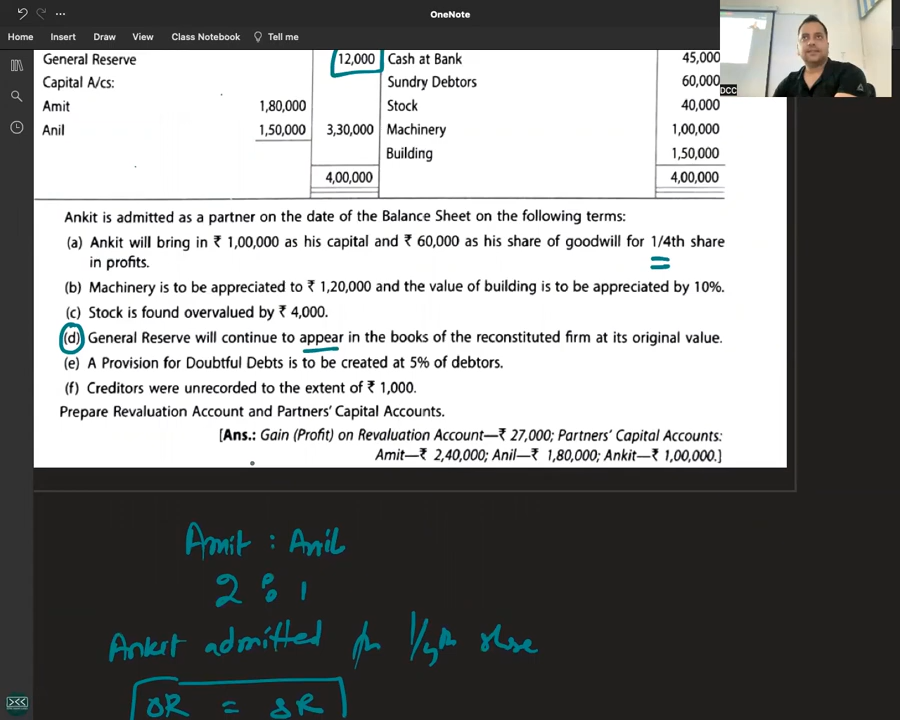 OneNote
Home Insert Draw View Class Notebook Tell me
General Reserve 12,000 Cash at Bank 45,000
Capital A/cs: Sundry Debtors 60,000
Amit 1,80,000 Stock 40,000
Anil 1,50,000 3,30,000 Machinery 1,00,000
Building 1,50,000
4,00,000 4,00,000
DCC
Ankit is admitted as a partner on the date of the Balance Sheet on the following terms:
(a) Ankit will bring in ₹ 1,00,000 as his capital and ₹ 60,000 as his share of goodwill for 1/4th share
in profits.
(b) Machinery is to be appreciated to ₹ 1,20,000 and the value of building is to be appreciated by 10%.
(c) Stock is found overvalued by ₹ 4,000.
(d) General Reserve will continue to appear in the books of the reconstituted firm at its original value.
(e) A Provision for Doubtful Debts is to be created at 5% of debtors.
(f) Creditors were unrecorded to the extent of ₹ 1,000.
Prepare Revaluation Account and Partners' Capital Accounts.
[Ans.: Gain (Profit) on Revaluation Account—₹ 27,000; Partners' Capital Accounts:
Amit—₹ 2,40,000; Anil—₹ 1,80,000; Ankit—₹ 1,00,000.]
Amit : Anil
2 : 1
Ankit admitted for 1/4th share
OR = SR